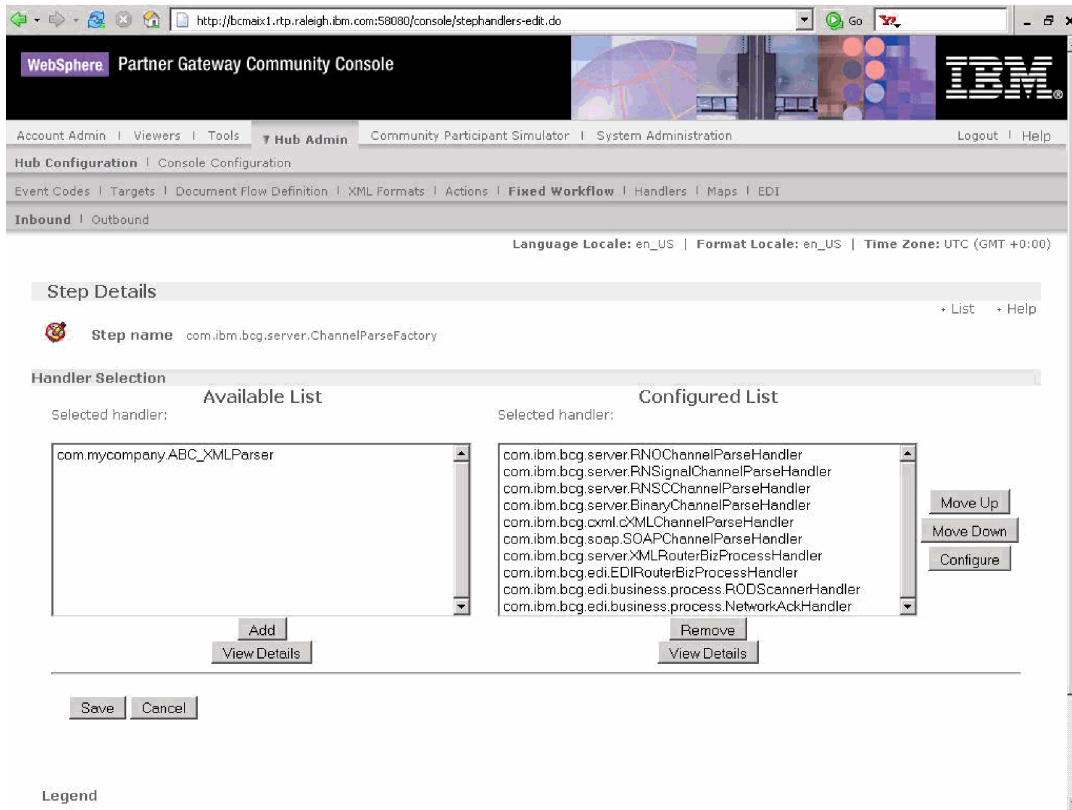 http://bcmaix1.rtp.raleigh.ibm.com:58080/console/stephandlers-edit.do
Go
WebSphere. Partner Gateway Community Console
IBM®
Account Admin | Viewers | Tools Hub Admin Community Participant Simulator | System Administration Logout | Help
Hub Configuration | Console Configuration
Event Codes | Targets | Document Flow Definition | XML Formats | Actions | Fixed Workflow | Handlers | Maps | EDI
Inbound | Outbound
Language Locale: en_US | Format Locale: en_US | Time Zone: UTC (GMT +0:00)
Step Details
List Help
Step name com.ibm.bcg.server.ChannelParseFactory
Handler Selection
Available List
Selected handler:
com.mycompany.ABC_XMLParser
Add
View Details
Configured List
Selected handler:
com.ibm.bcg.server.RNOChannelParseHandler
com.ibm.bcg.server.RNSignalChannelParseHandler
com.ibm.bcg.server.RNSCChannelParseHandler
com.ibm.bcg.server.BinaryChannelParseHandler
com.ibm.bcg.cxml.cXMLChannelParseHandler
com.ibm.bcg.soap.SOAPChannelParseHandler
com.ibm.bcg.server.XMLRouterBizProcessHandler
com.ibm.bcg.edi.EDIRouterBizProcessHandler
com.ibm.bcg.edi.business.process.RODScannerHandler
com.ibm.bcg.edi.business.process.NetworkAckHandler
Remove
View Details
Move Up
Move Down
Configure
Save Cancel
Legend